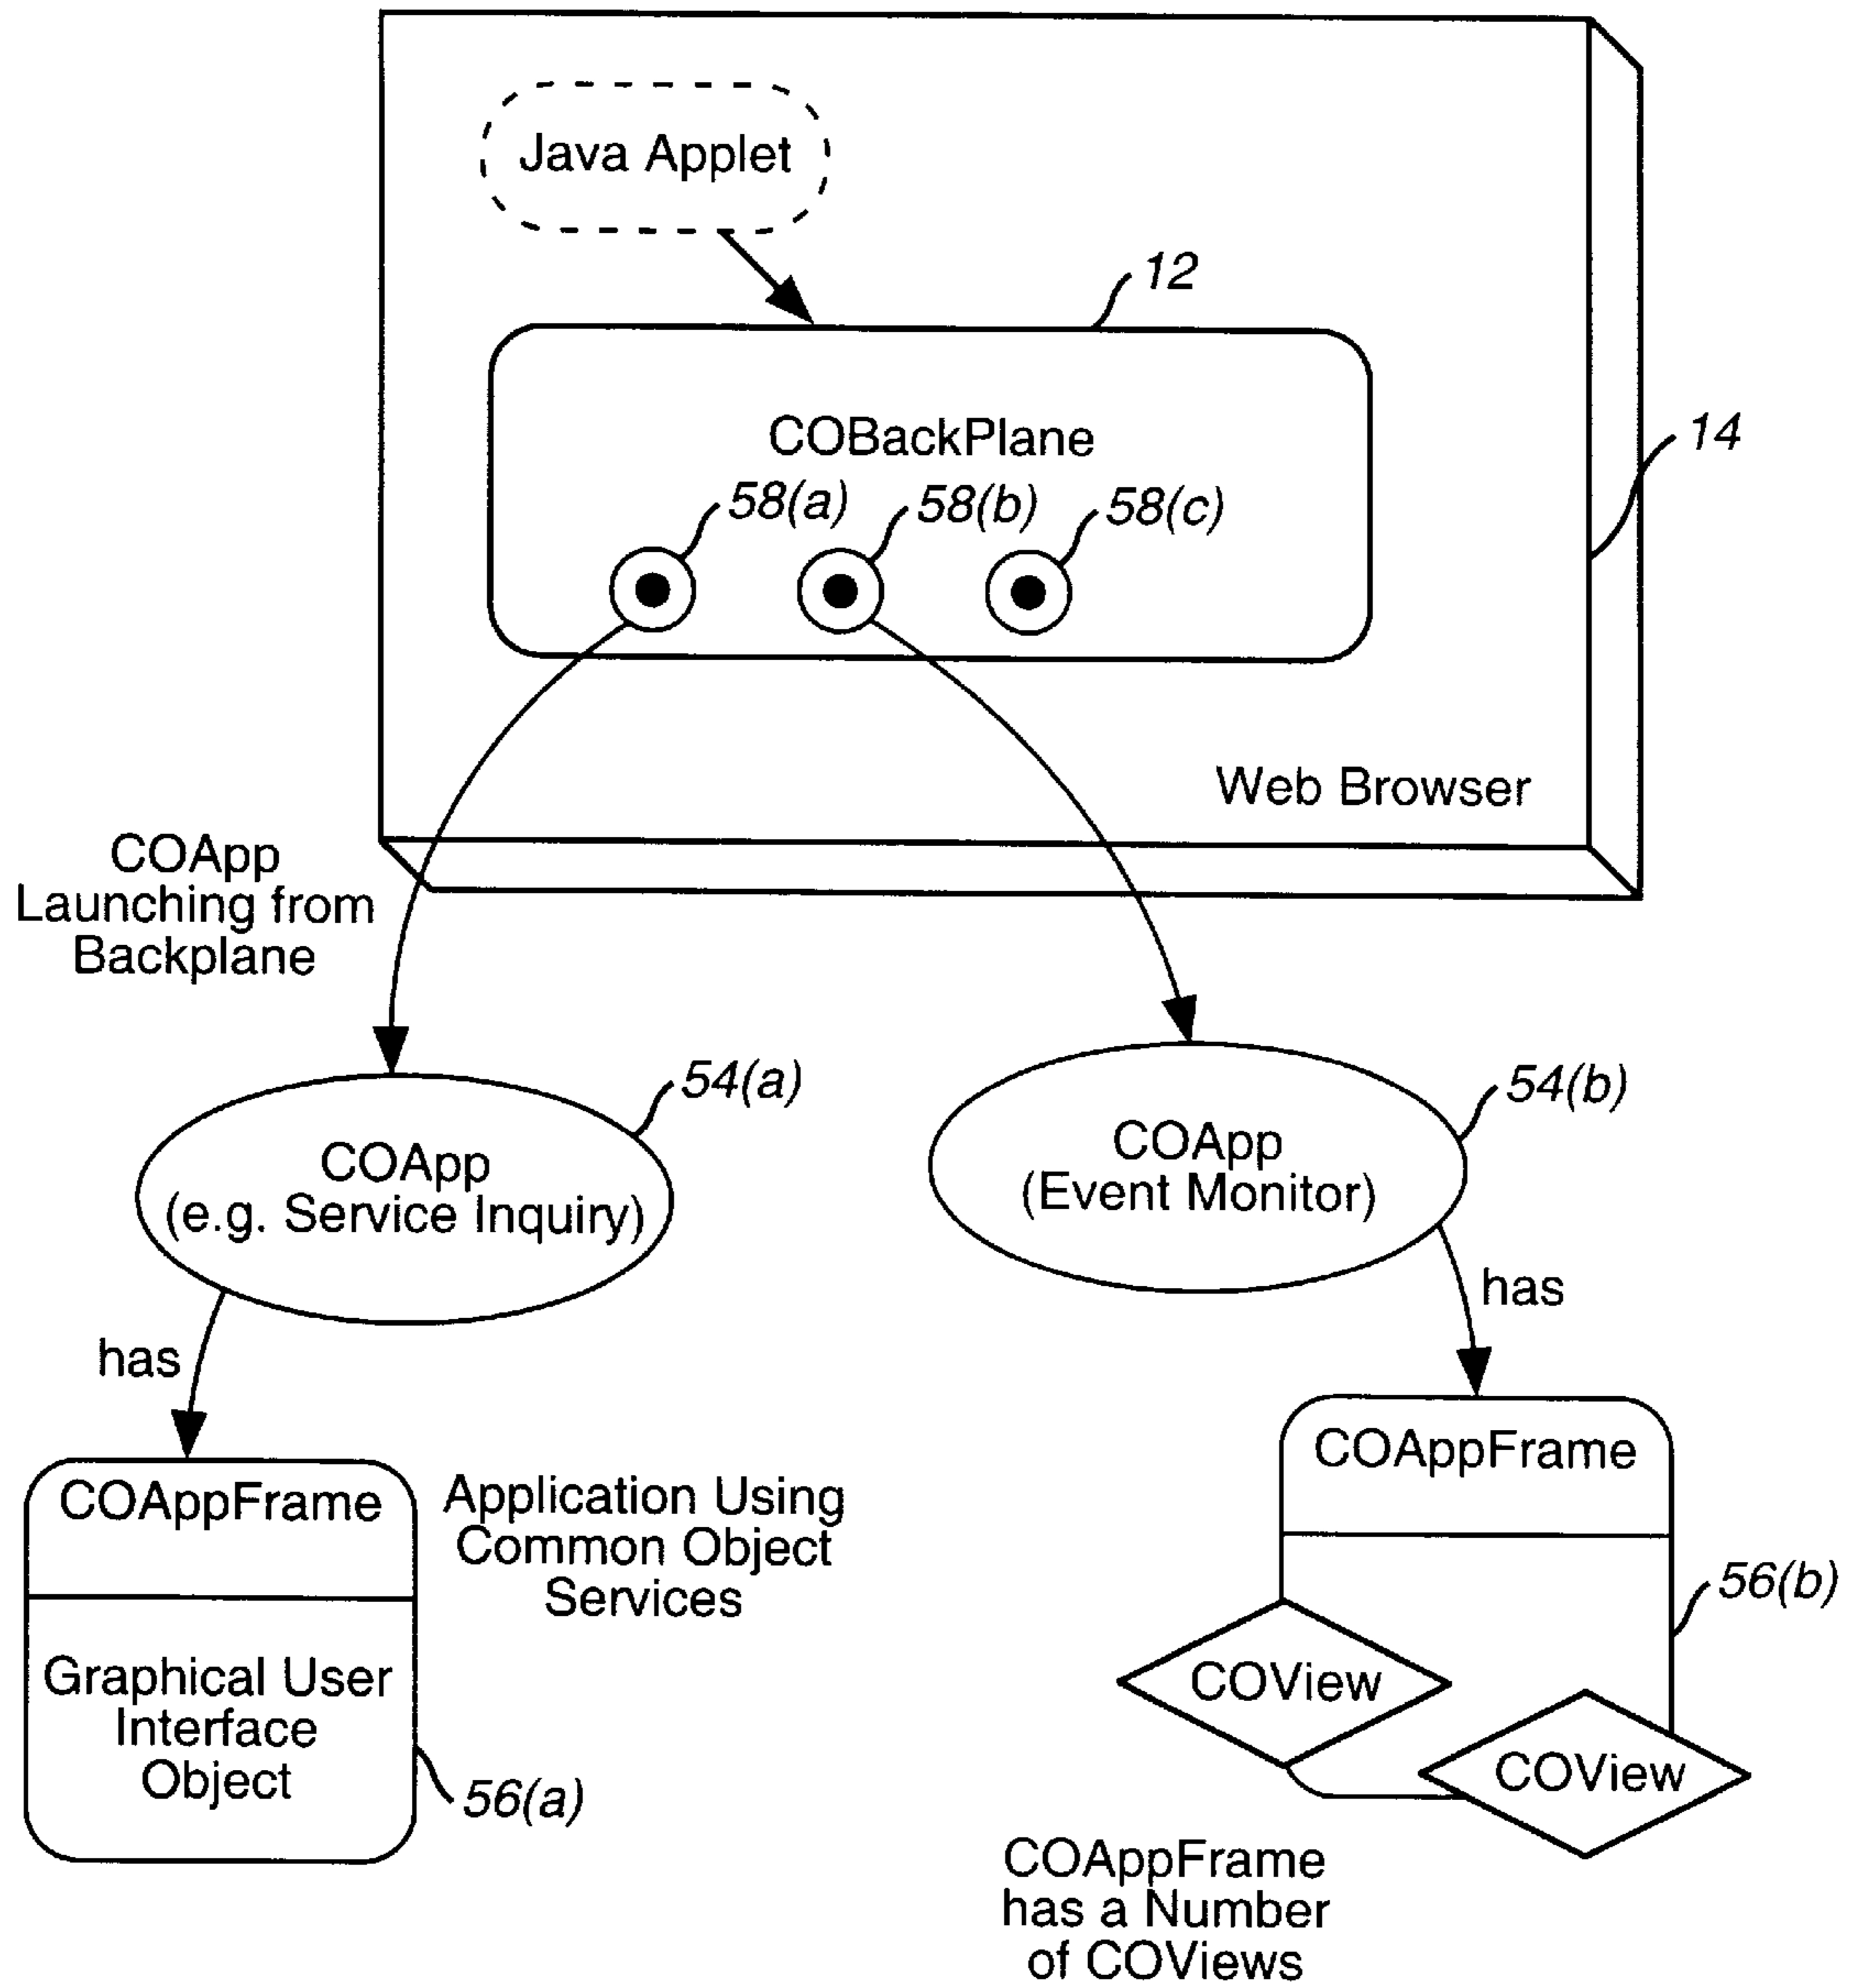 Java Applet
12
COBackPlane
14
58(a)
58(b)
58(c)
Web Browser
COApp
Launching from
Backplane
54(a)
54(b)
COApp
(e.g. Service Inquiry)
COApp
(Event Monitor)
has
has
COAppFrame
Application Using
Common Object
Services
COAppFrame
56(b)
Graphical User
Interface
Object
56(a)
COView
COView
COAppFrame
has a Number
of COViews